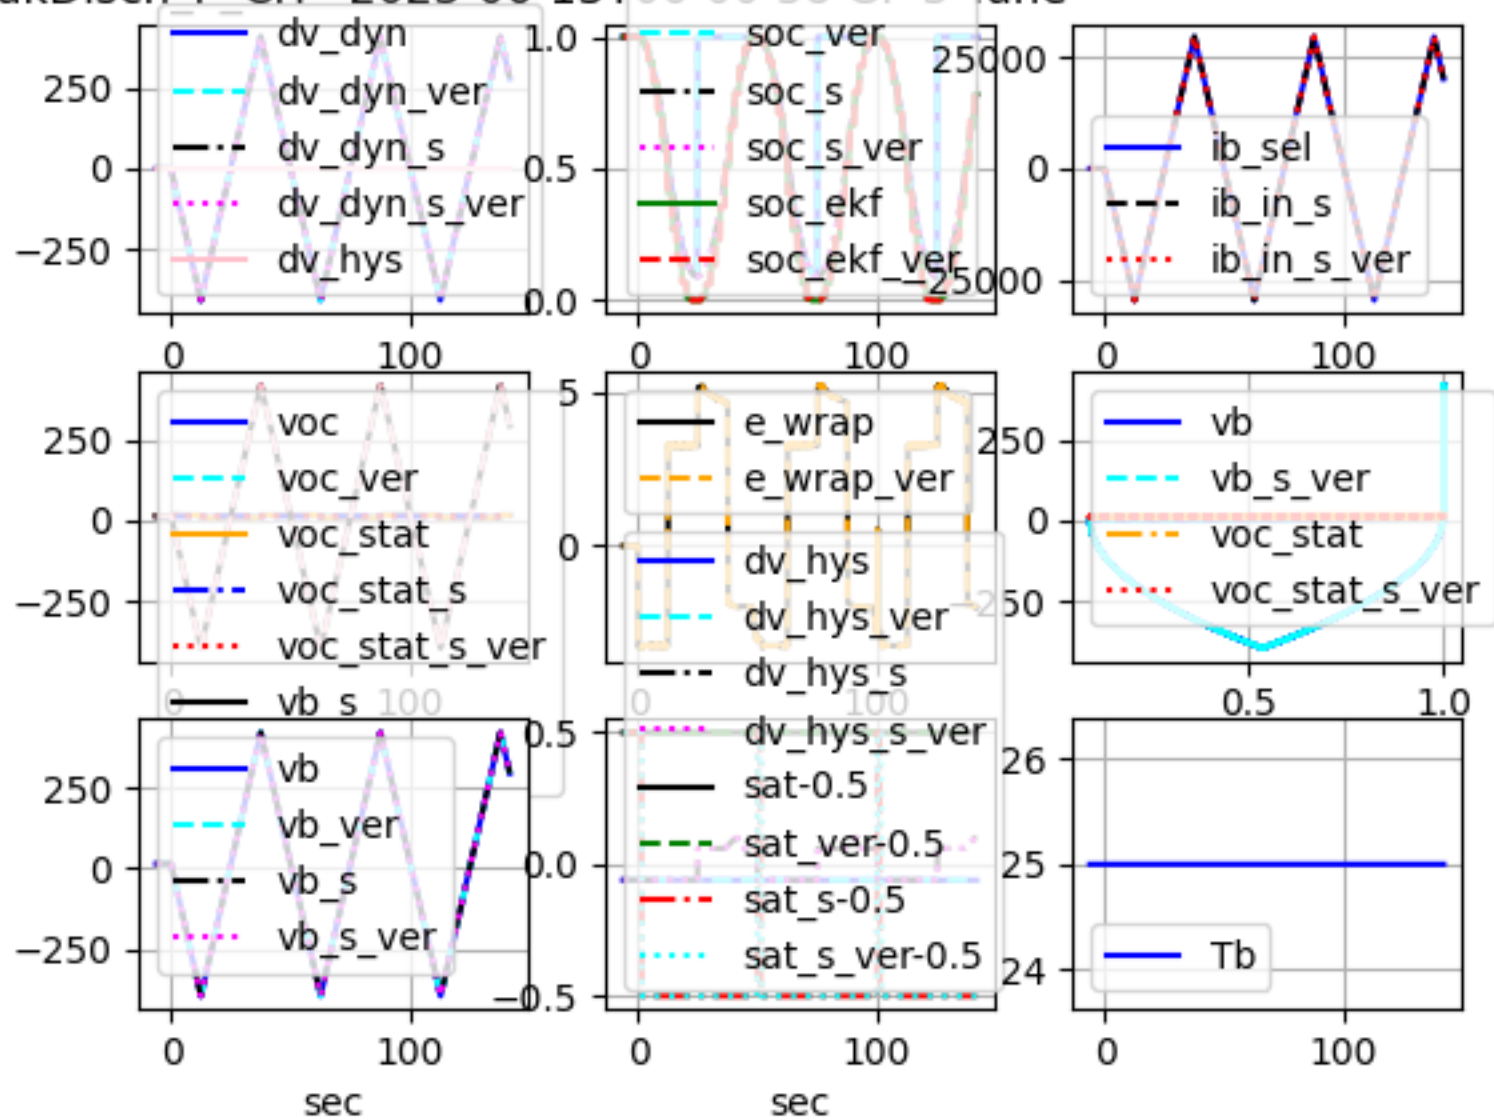 dv_dyn
dv_dyn_ver
dv_dyn_s
dv_dyn_s_ver
dv_hys
250
0
−250
0 100
soc_ver
soc_s
soc_s_ver
soc_ekf
soc_ekf_ver
1.0
0.5
0.0
0 100
ib_sel
ib_in_s
ib_in_s_ver
25000
0
25000
0 100
voc
voc_ver
voc_stat
voc_stat_s
voc_stat_s_ver
vb_s
250
0
−250
0 100
e_wrap
e_wrap_ver
5
0
0 100
vb
vb_s_ver
voc_stat
voc_stat_s_ver
250
0
−250
0.5 1.0
vb
vb_ver
vb_s
vb_s_ver
250
0
−250
0 100
sec
dv_hys
dv_hys_ver
dv_hys_s
dv_hys_s_ver
sat-0.5
sat_ver-0.5
sat_s-0.5
sat_s_ver-0.5
0.5
0.0
−0.5
0 100
sec
Tb
26
25
24
0 100